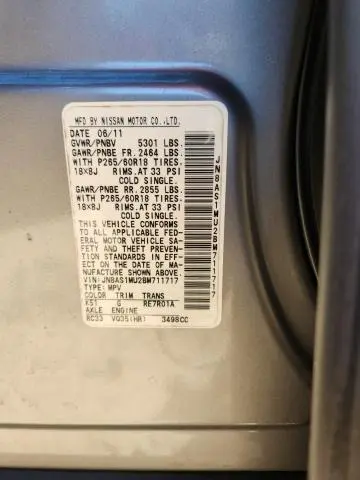 MFD BY NISSAN MOTOR CO.,LTD.
DATE 06/11
GVWR/PNBV 5301 LBS.
GAWR/PNBE FR. 2464 LBS.
WITH P265/60R18 TIRES.
18X8J RIMS. AT 33 PSI
COLD SINGLE.
GAWR/PNBE RR. 2855 LBS.
WITH P265/60R18 TIRES.
18X8J RIMS. AT 33 PSI
COLD SINGLE.
THIS VEHICLE CONFORMS
TO ALL APPLICABLE FED-
ERAL MOTOR VEHICLE SA-
FETY AND THEFT PREVEN-
TION STANDARDS IN EFF-
ECT ON THE DATE OF MA-
NUFACTURE SHOWN ABOVE.
VIN:JN8AS1MU2BM711717
TYPE:MPV
COLOR TRIM TRANS
K51 G RE7R01A
AXLE ENGINE
RC33 VQ35(HR) 3498CC
JN8AS1MU2BM711717